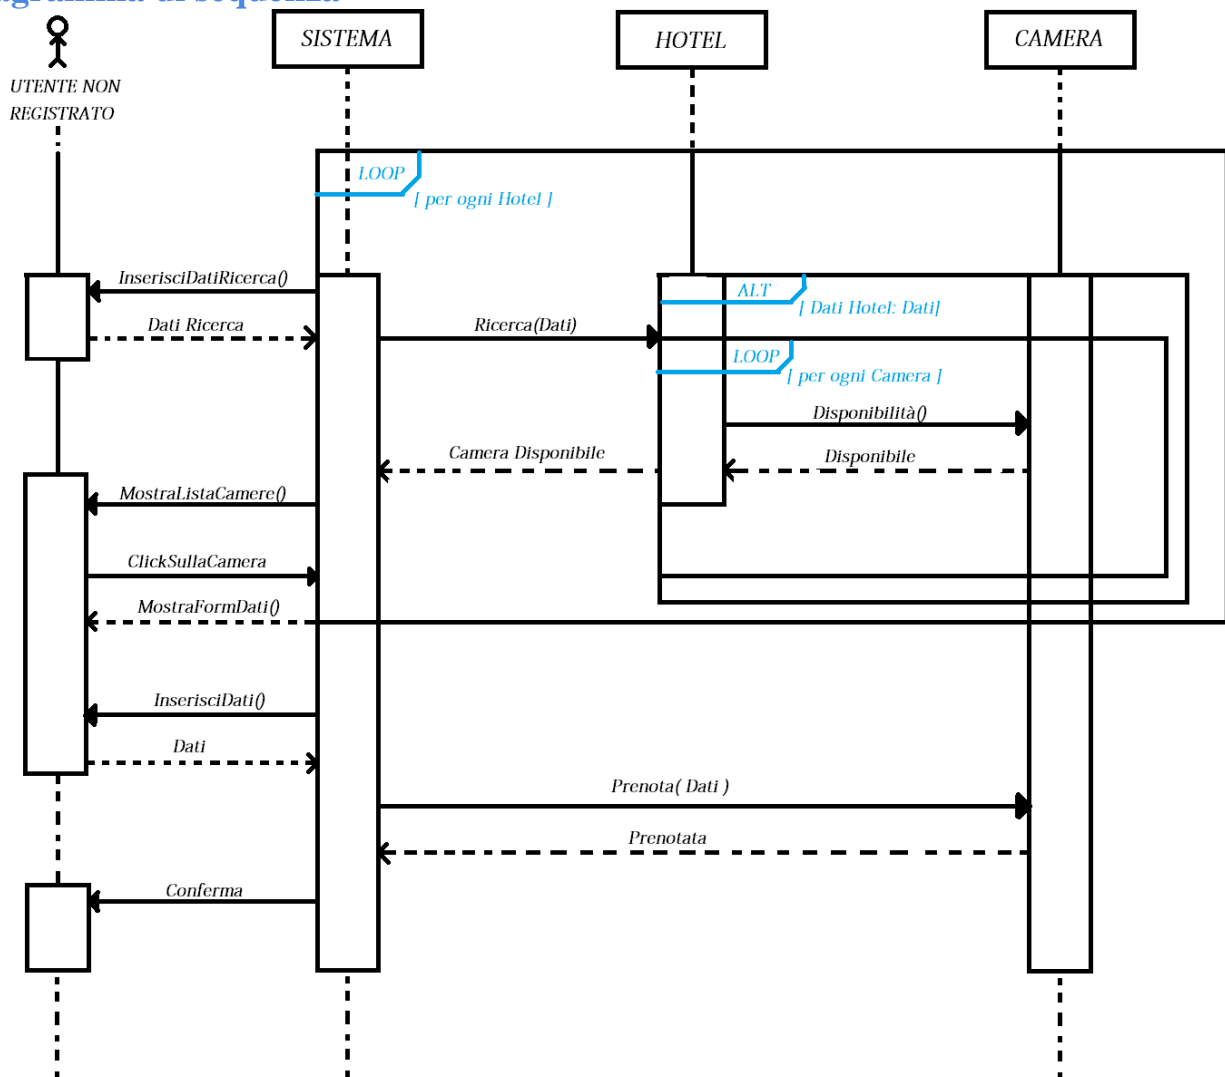 SISTEMA
HOTEL
CAMERA
UTENTE NON
REGISTRATO
LOOP
[ per ogni Hotel ]
InserisciDatiRicerca()
ALT
[ Dati Hotel: Dati]
Dati Ricerca
Ricerca(Dati)
LOOP
[ per ogni Camera ]
Disponibilità()
Camera Disponibile
Disponibile
MostraListaCamere()
ClickSullaCamera
MostraFormDati()
InserisciDati()
Dati
Prenota( Dati )
Prenotata
Conferma